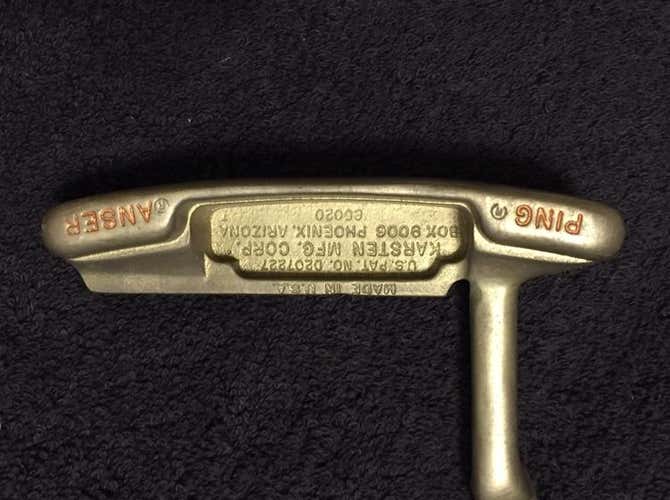 MADE IN U.S.A.
U.S. PAT. NO. D207227
KARSTEN MFG. CORP.
BOX 9006 PHOENIX, ARIZONA
85020
PING ®
ANSER ®